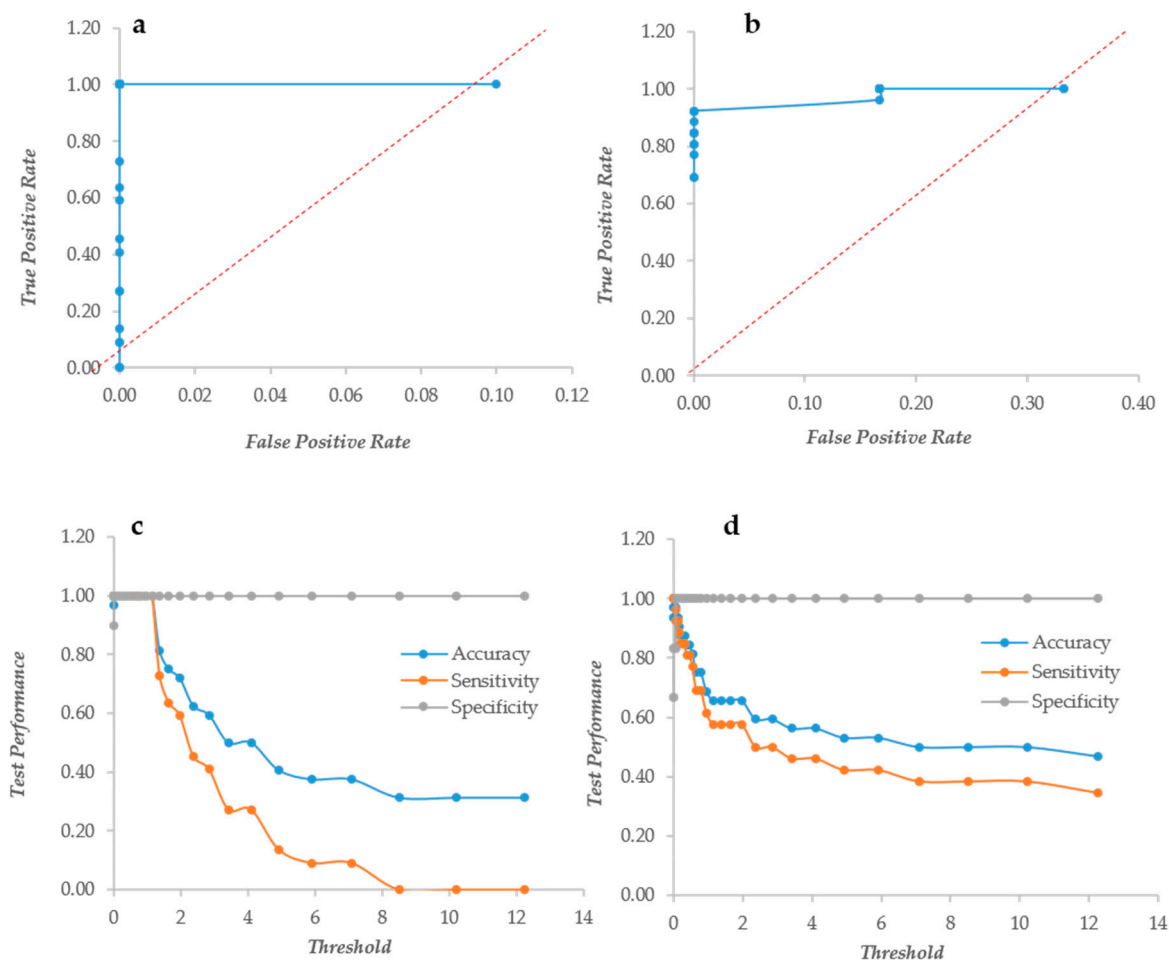 a
1.20
1.00
0.80
0.60
0.40
0.20
0.00
True Positive Rate
0.00 0.02 0.04 0.06 0.08 0.10 0.12
False Positive Rate
b
1.20
1.00
0.80
0.60
0.40
0.20
0.00
True Positive Rate
0.00 0.10 0.20 0.30 0.40
False Positive Rate
c
1.20
1.00
0.80
0.60
0.40
0.20
0.00
Test Performance
Accuracy
Sensitivity
Specificity
0 2 4 6 8 10 12 14
Threshold
d
1.20
1.00
0.80
0.60
0.40
0.20
0.00
Test Performance
Accuracy
Sensitivity
Specificity
0 2 4 6 8 10 12 14
Threshold